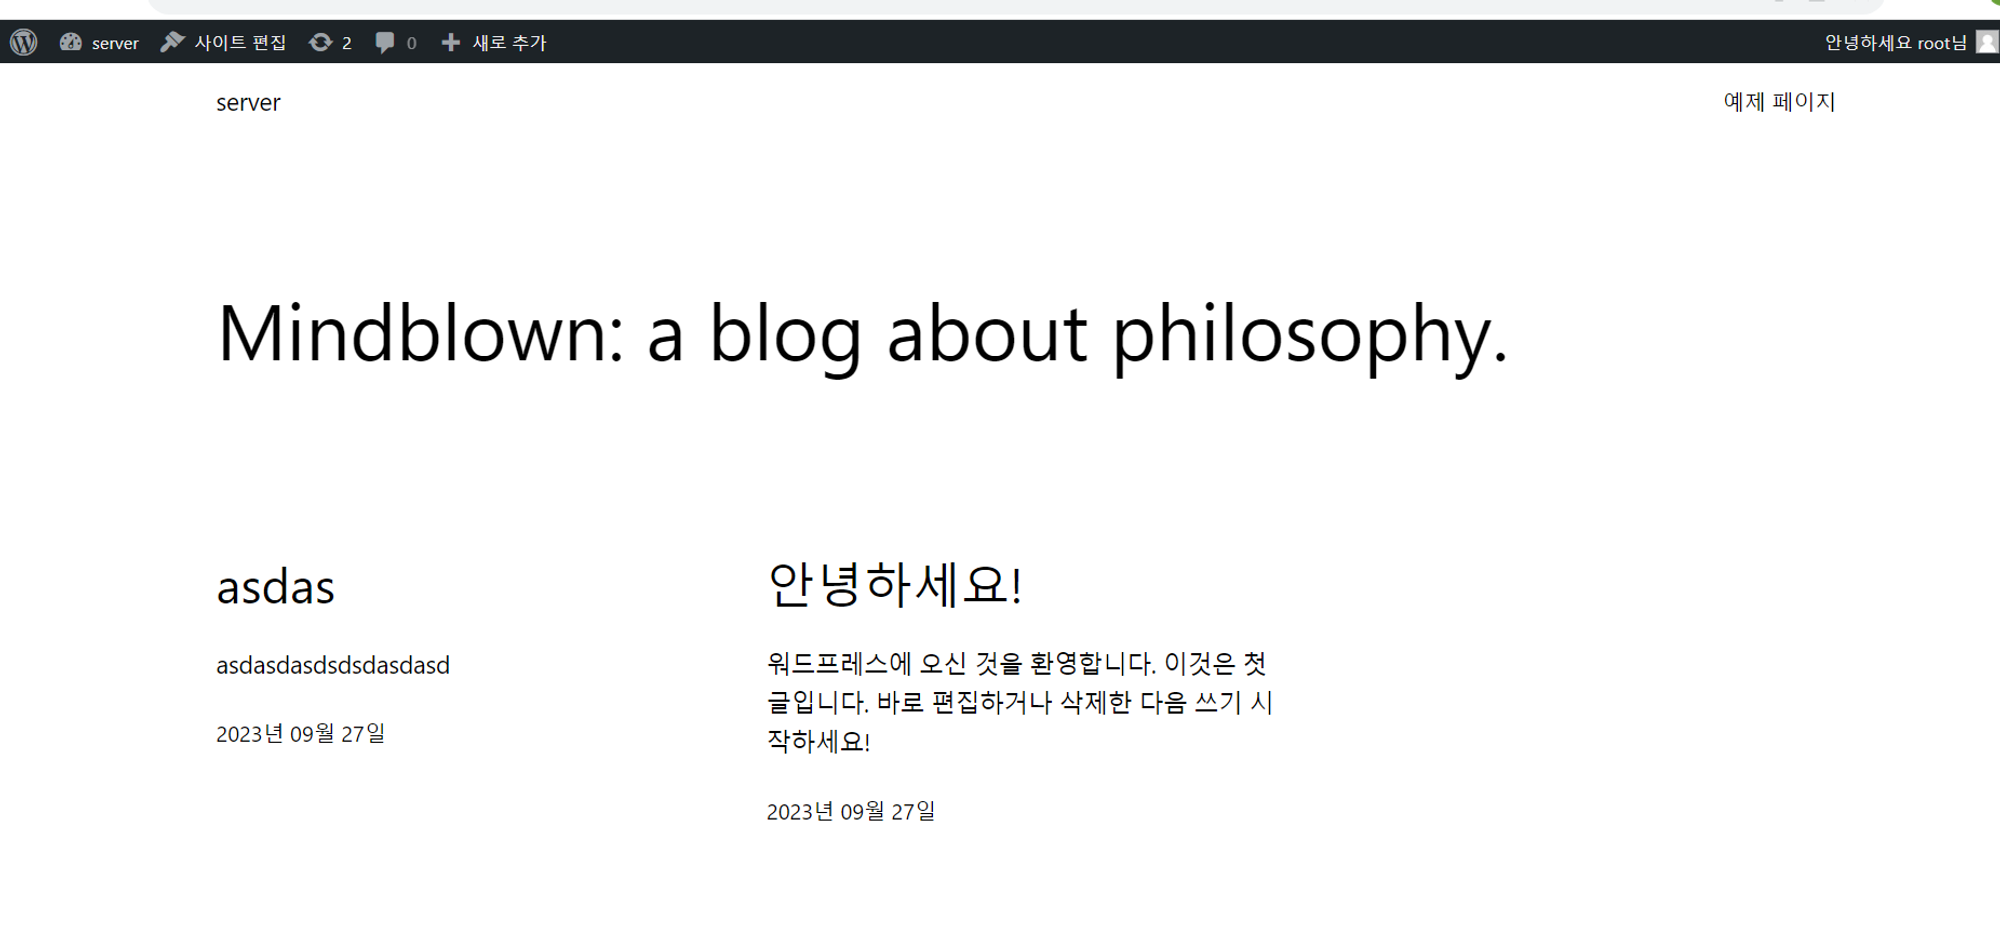 server 사이트 편집 2 0 새로 추가 안녕하세요 root님
server 예제 페이지
Mindblown: a blog about philosophy.
asdas
asdasdasdsdsdasdasd
2023년 09월 27일
안녕하세요!
워드프레스에 오신 것을 환영합니다. 이것은 첫
글입니다. 바로 편집하거나 삭제한 다음 쓰기 시
작하세요!
2023년 09월 27일